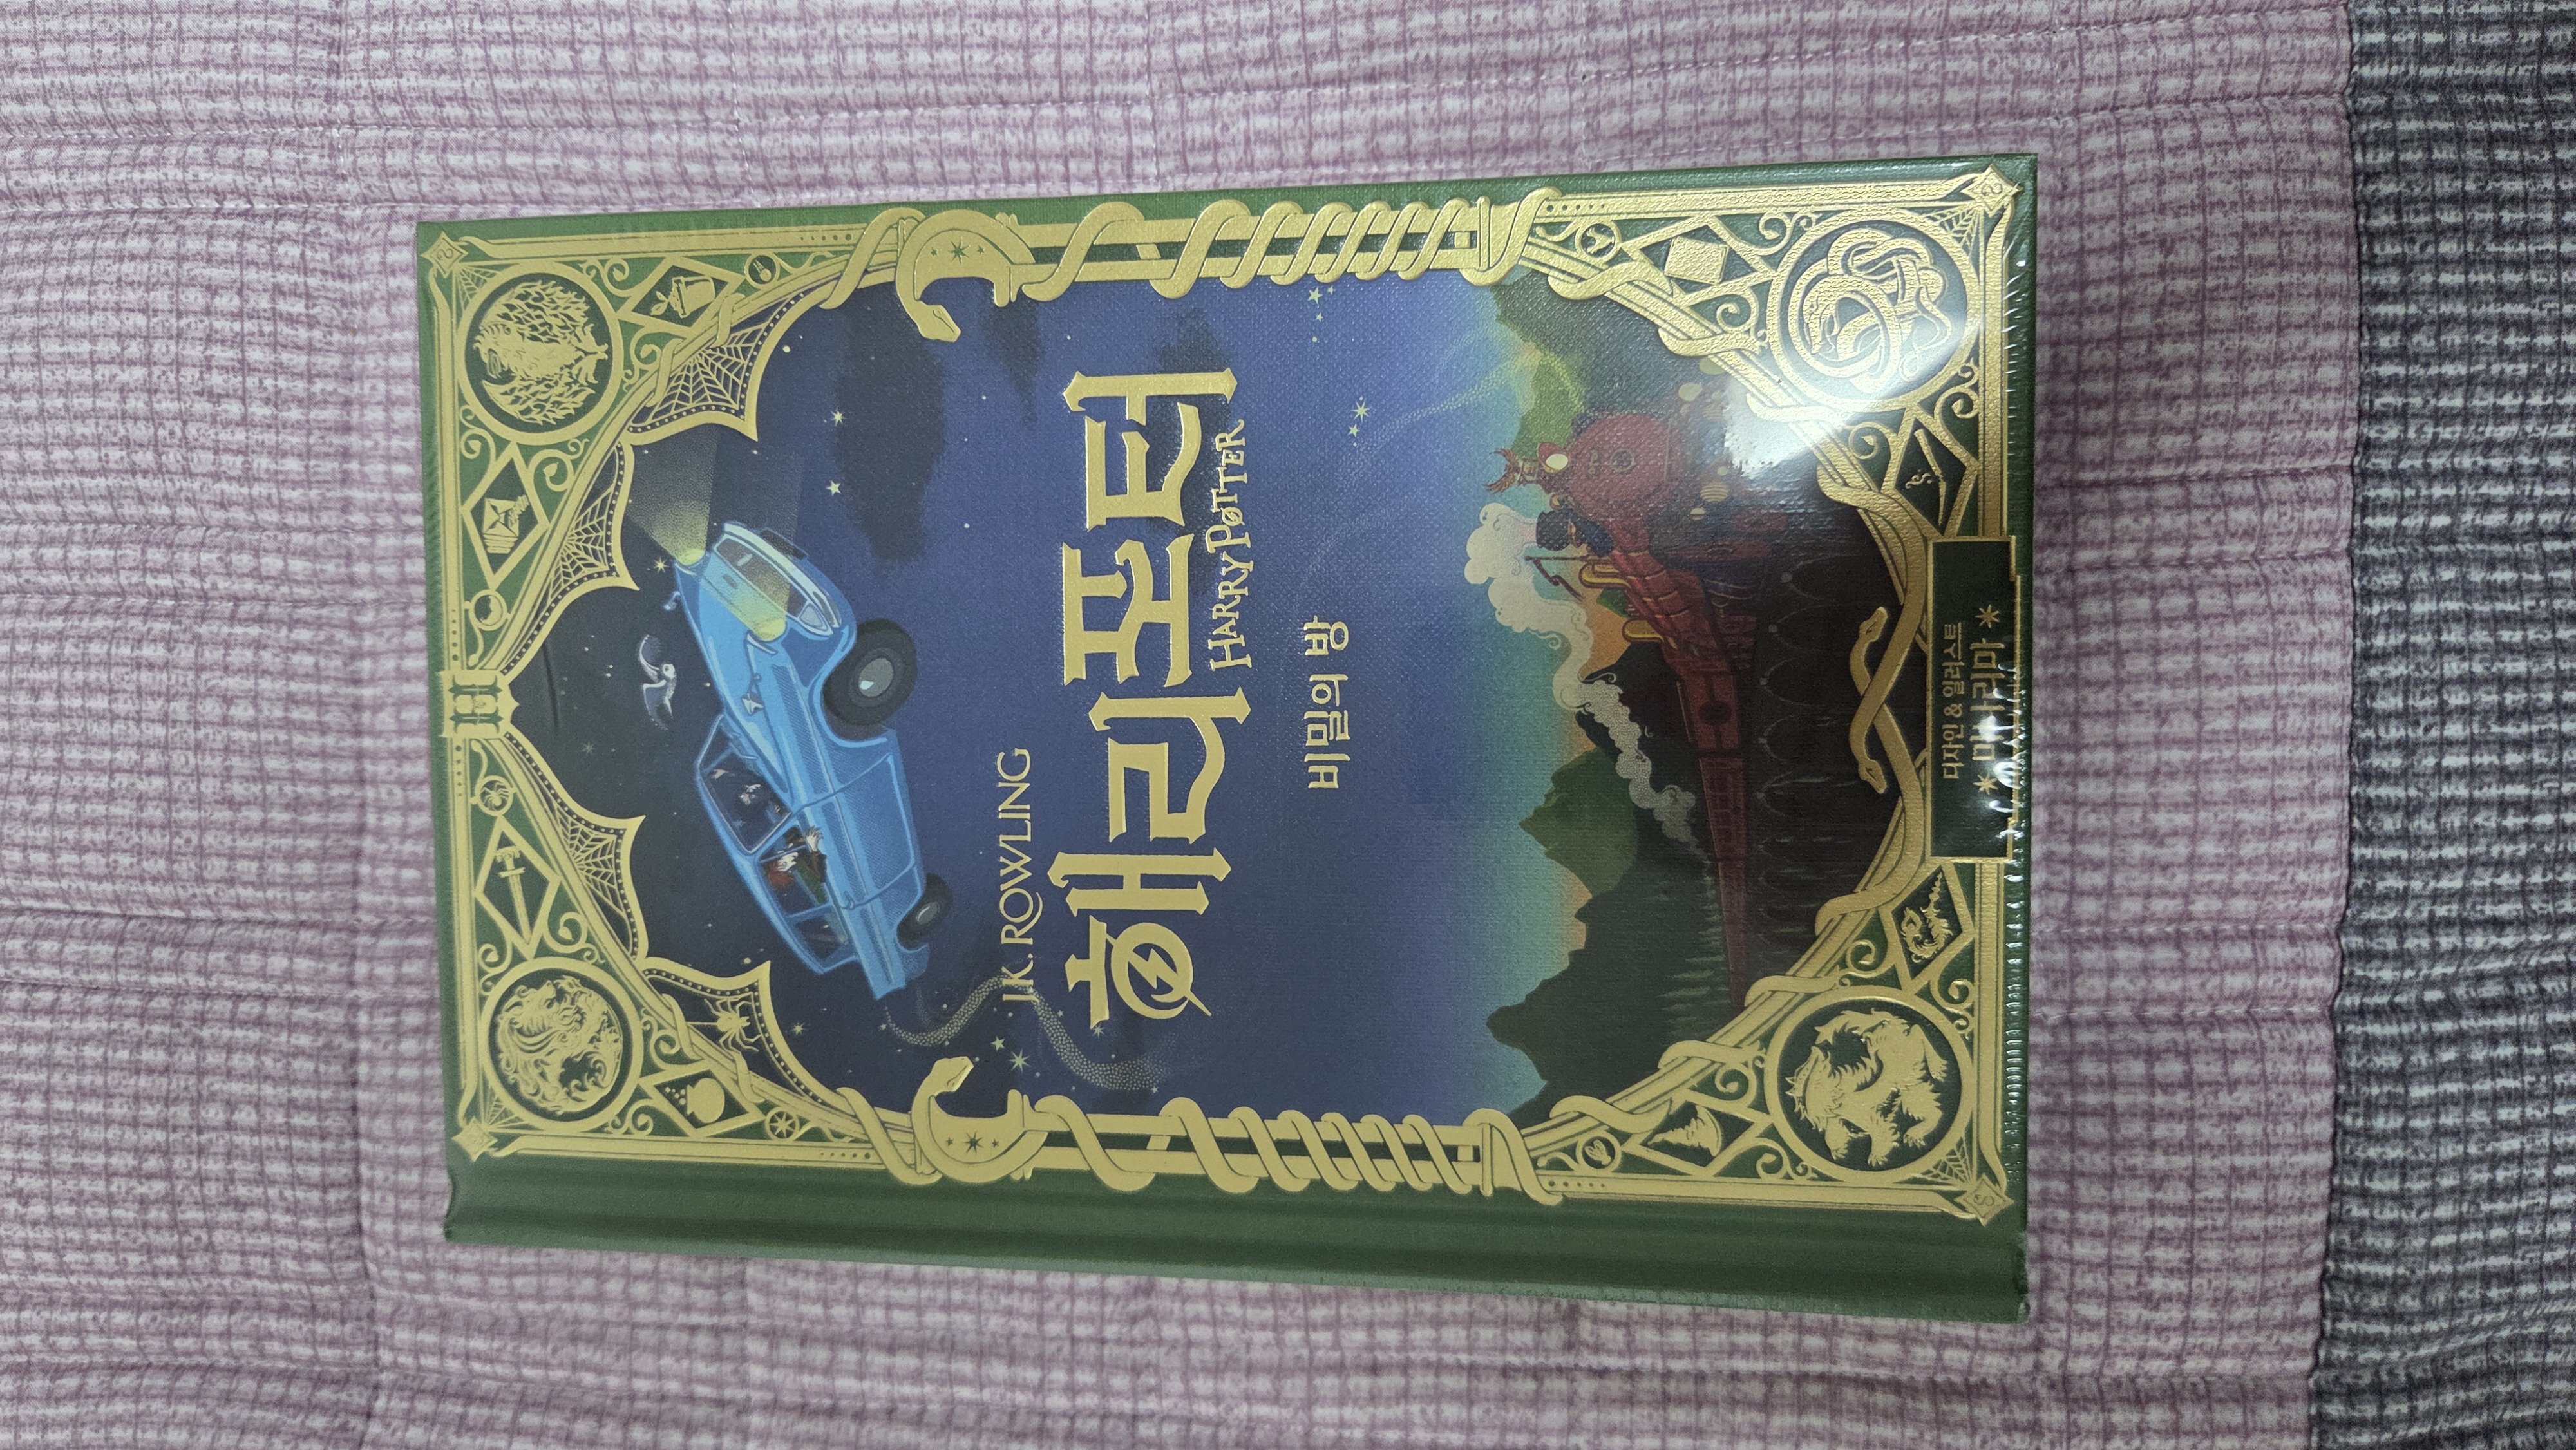 J.K. ROWLING
해리포터
HARRY POTTER
비밀의 방
디자인 & 일러스트
미나리마